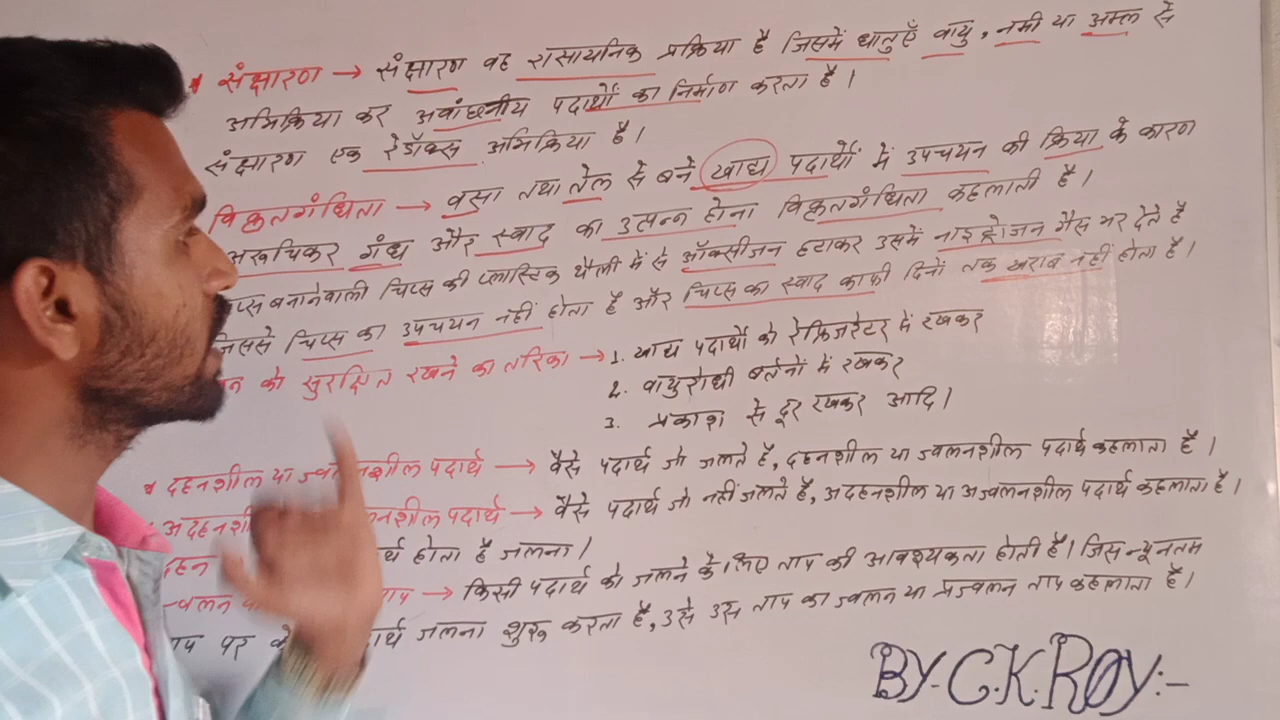 * संक्षारण → संक्षारण वह रासायनिक प्रक्रिया है जिसमें धातुएँ वायु, नमी या अम्ल से
अभिक्रिया कर अवांछनीय पदार्थों का निर्माण करता है।
संक्षारण एक रेडॉक्स अभिक्रिया है।
विकृतगंधिता → वसा तथा तेल से बने खाद्य पदार्थों में उपचयन की क्रिया के कारण
अरूचिकर गंध और स्वाद का उत्पन्न होना विकृतगंधिता कहलाती है।
बनानेवाली चिप्स की प्लास्टिक थैली में से ऑक्सीजन हटाकर उसमें नाइट्रोजन गैस भर देते हैं
जिससे चिप्स का उपचयन नहीं होता है और चिप्स का स्वाद काफी दिनों तक खराब नहीं होता है।
को सुरक्षित रखने का तरिका → 1. खाद्य पदार्थों को रेफ्रिजरेटर में रखकर
2. वायुरोधी बर्तनों में रखकर
3. प्रकाश से दूर रखकर आदि।
* दहनशील या ज्वलनशील पदार्थ → वैसे पदार्थ जो जलते हैं, दहनशील या ज्वलनशील पदार्थ कहलाता है।
* अदहनशी लनशील पदार्थ → वैसे पदार्थ जो नहीं जलते हैं, अदहनशील या अज्वलनशील पदार्थ कहलाता है।
दहन र्थ होता है जलना।
ज्वलन ताप → किसी पदार्थ को जलने के लिए ताप की आवश्यकता होती है। जिस न्यूनतम
ताप पर र्थ जलना शुरू करता है, उसे उस ताप का ज्वलन या प्रज्वलन ताप कहलाता है।
BY:-C.K.ROY:-